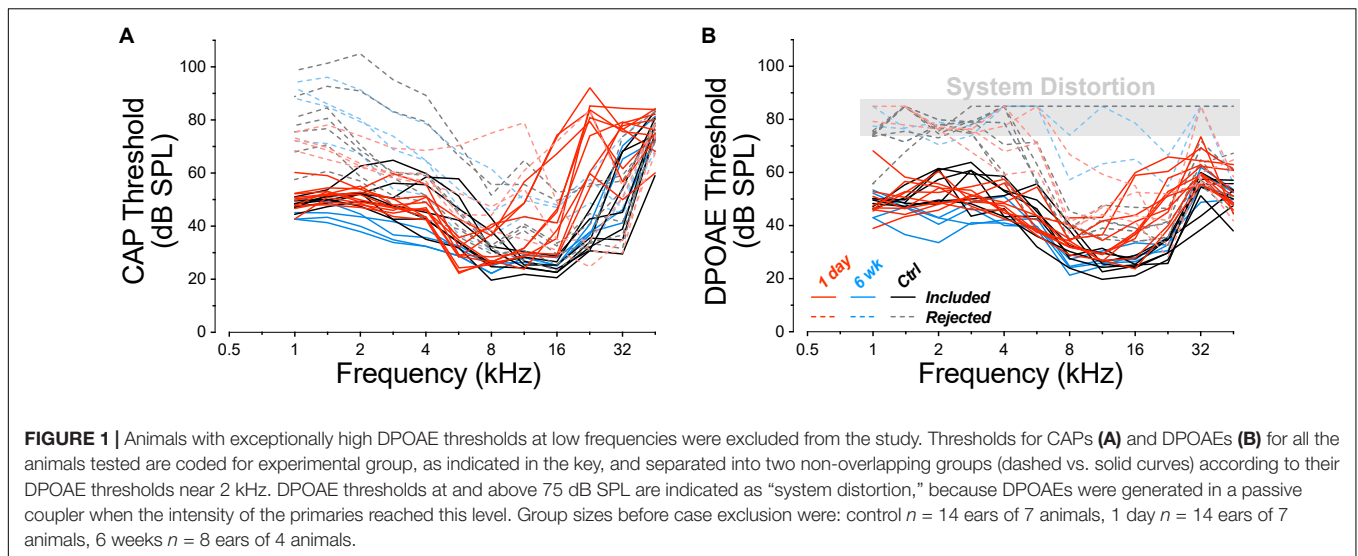 A
B
100
80
60
40
20
0
CAP Threshold
(dB SPL)
0.5 1 2 4 8 16 32
Frequency (kHz)
100
80
60
40
20
0
DPOAE Threshold
(dB SPL)
System Distortion
1 day 6 wk Ctrl
Included
Rejected
0.5 1 2 4 8 16 32
Frequency (kHz)
FIGURE 1 | Animals with exceptionally high DPOAE thresholds at low frequencies were excluded from the study. Thresholds for CAPs (A) and DPOAEs (B) for all the
animals tested are coded for experimental group, as indicated in the key, and separated into two non-overlapping groups (dashed vs. solid curves) according to their
DPOAE thresholds near 2 kHz. DPOAE thresholds at and above 75 dB SPL are indicated as “system distortion,” because DPOAEs were generated in a passive
coupler when the intensity of the primaries reached this level. Group sizes before case exclusion were: control n = 14 ears of 7 animals, 1 day n = 14 ears of 7
animals, 6 weeks n = 8 ears of 4 animals.